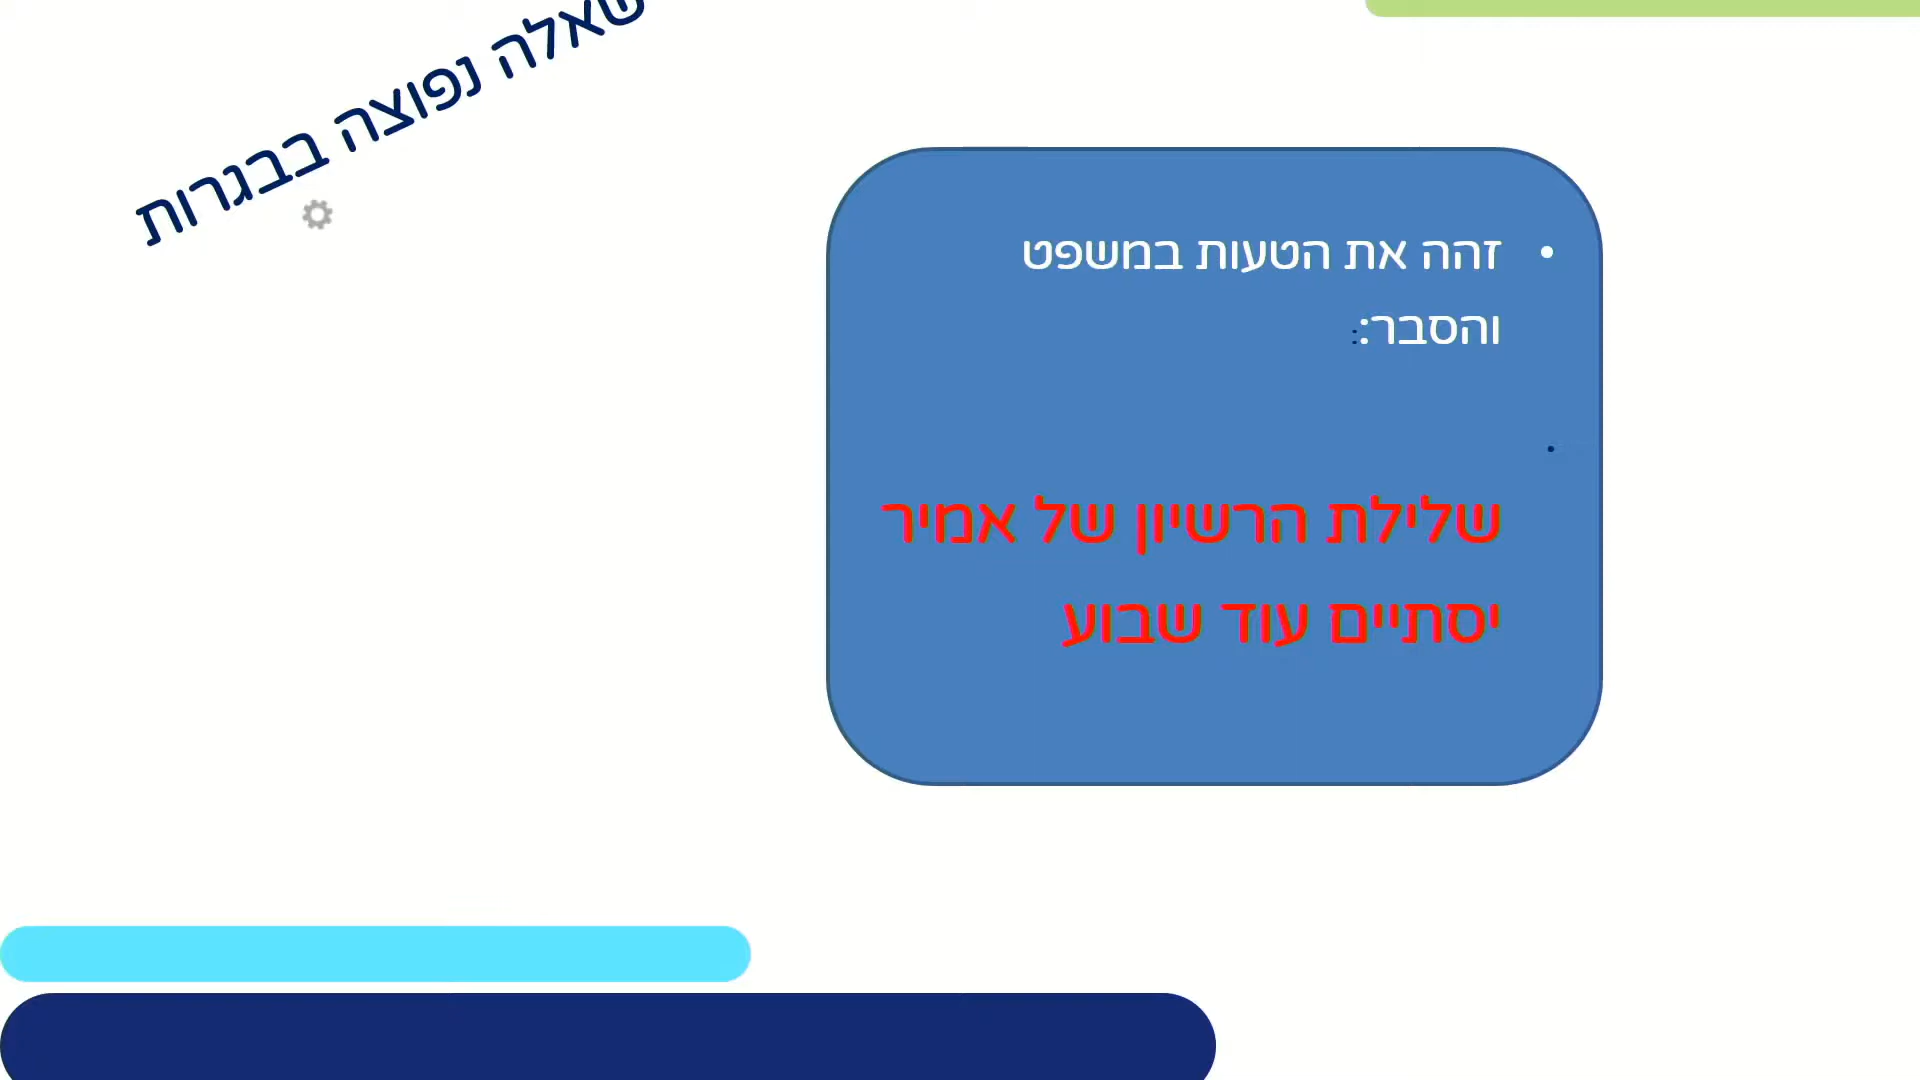 שאלה נפוצה בבגרות
• זהה את הטעות במשפט
והסבר::
•
שלילת הרשיון של אמיר
יסתיים עוד שבוע